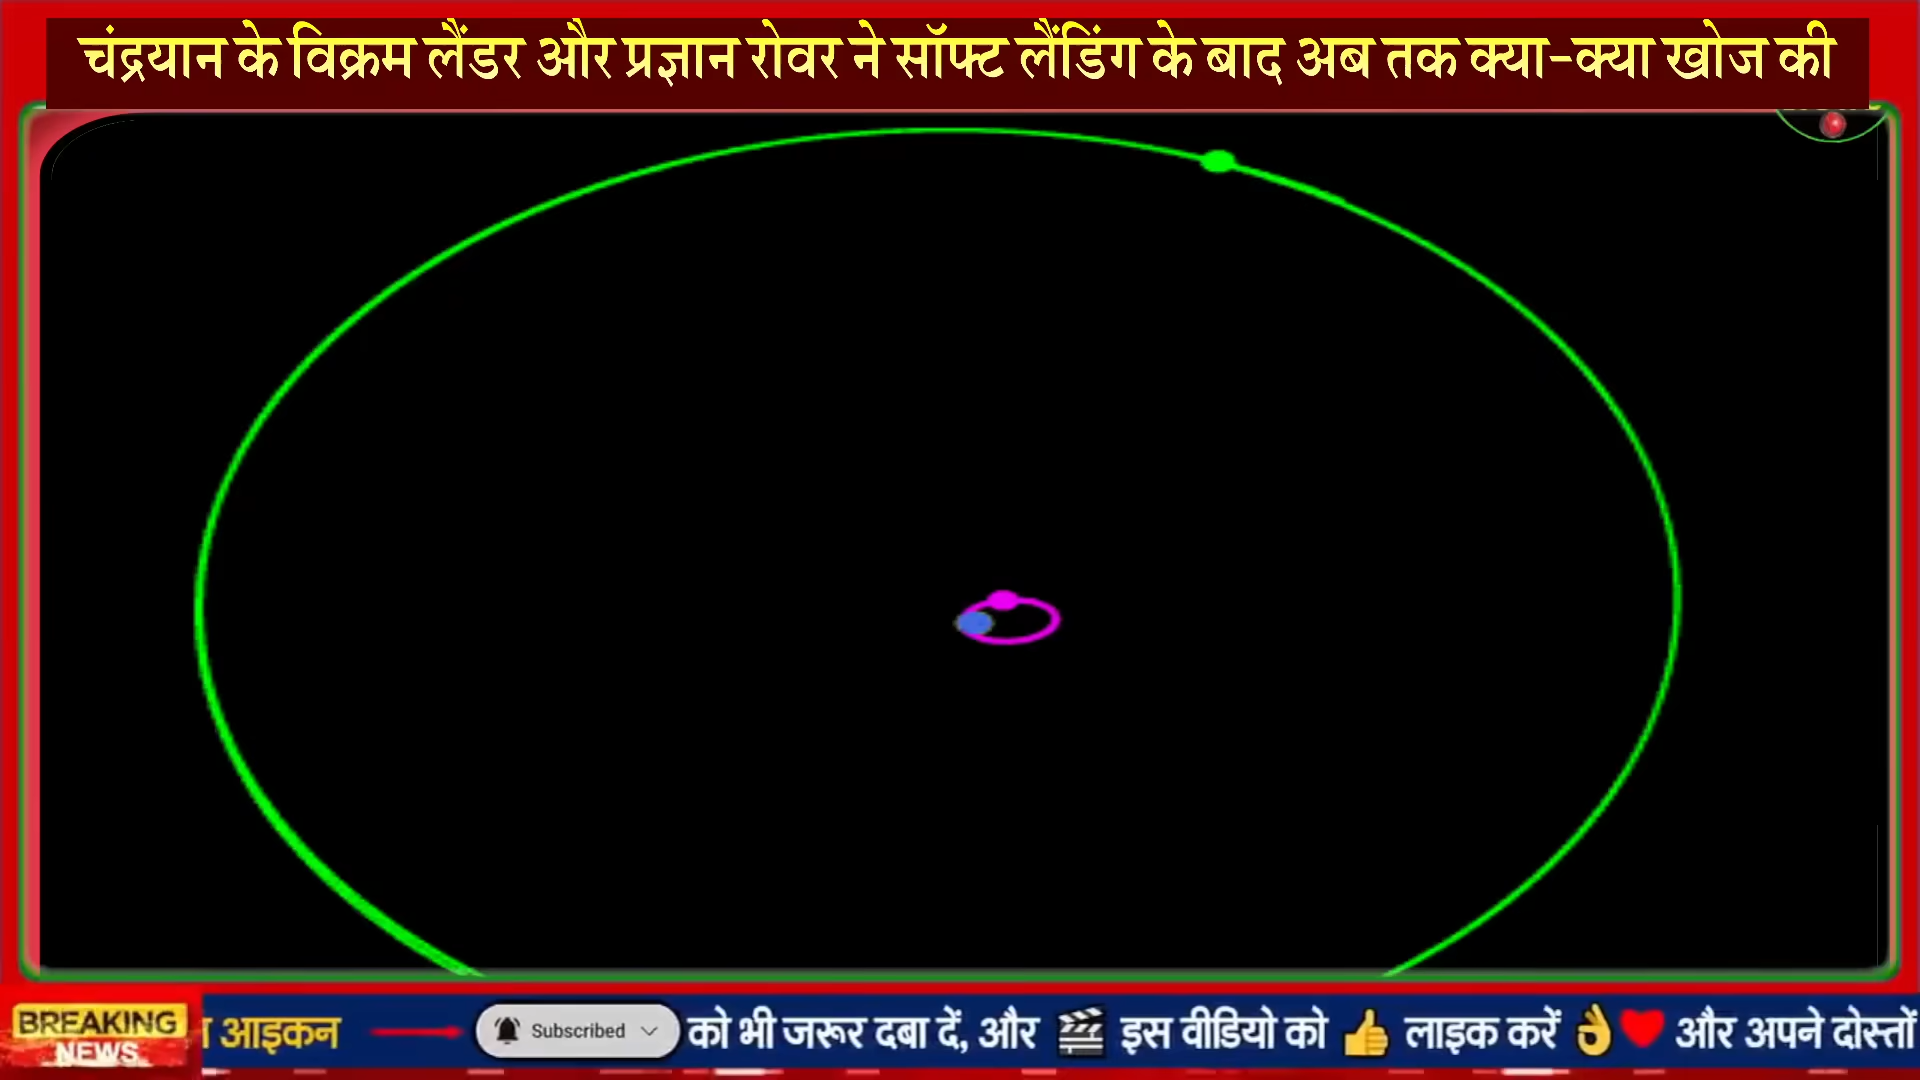 चंद्रयान के विक्रम लैंडर और प्रज्ञान रोवर ने सॉफ्ट लैंडिंग के बाद अब तक क्या-क्या खोज की
BREAKING
NEWS
आइकन
Subscribed
को भी जरूर दबा दें, और
इस वीडियो को
लाइक करें
और अपने दोस्तों